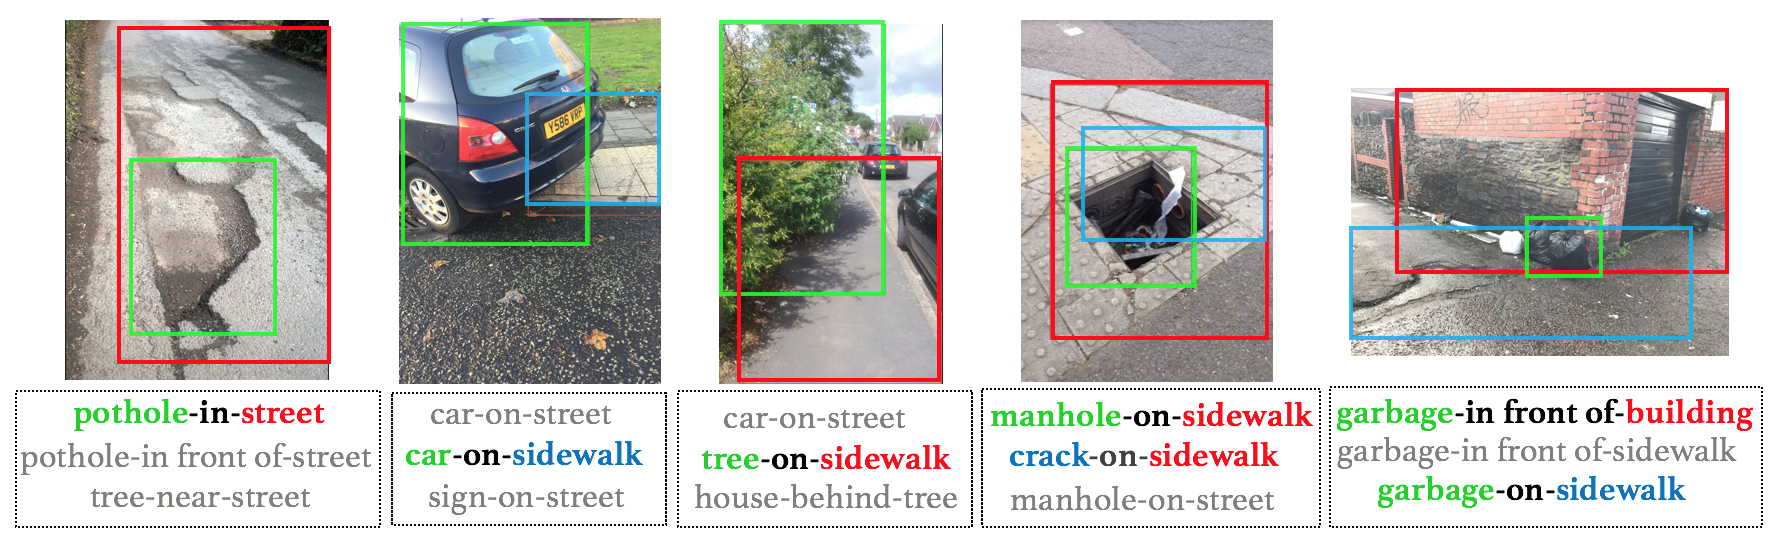 Y586 VRP
pothole-in-street
pothole-in front of-street
tree-near-street
car-on-street
car-on-sidewalk
sign-on-street
car-on-street
tree-on-sidewalk
house-behind-tree
manhole-on-sidewalk
crack-on-sidewalk
manhole-on-street
garbage-in front of-building
garbage-in front of-sidewalk
garbage-on-sidewalk